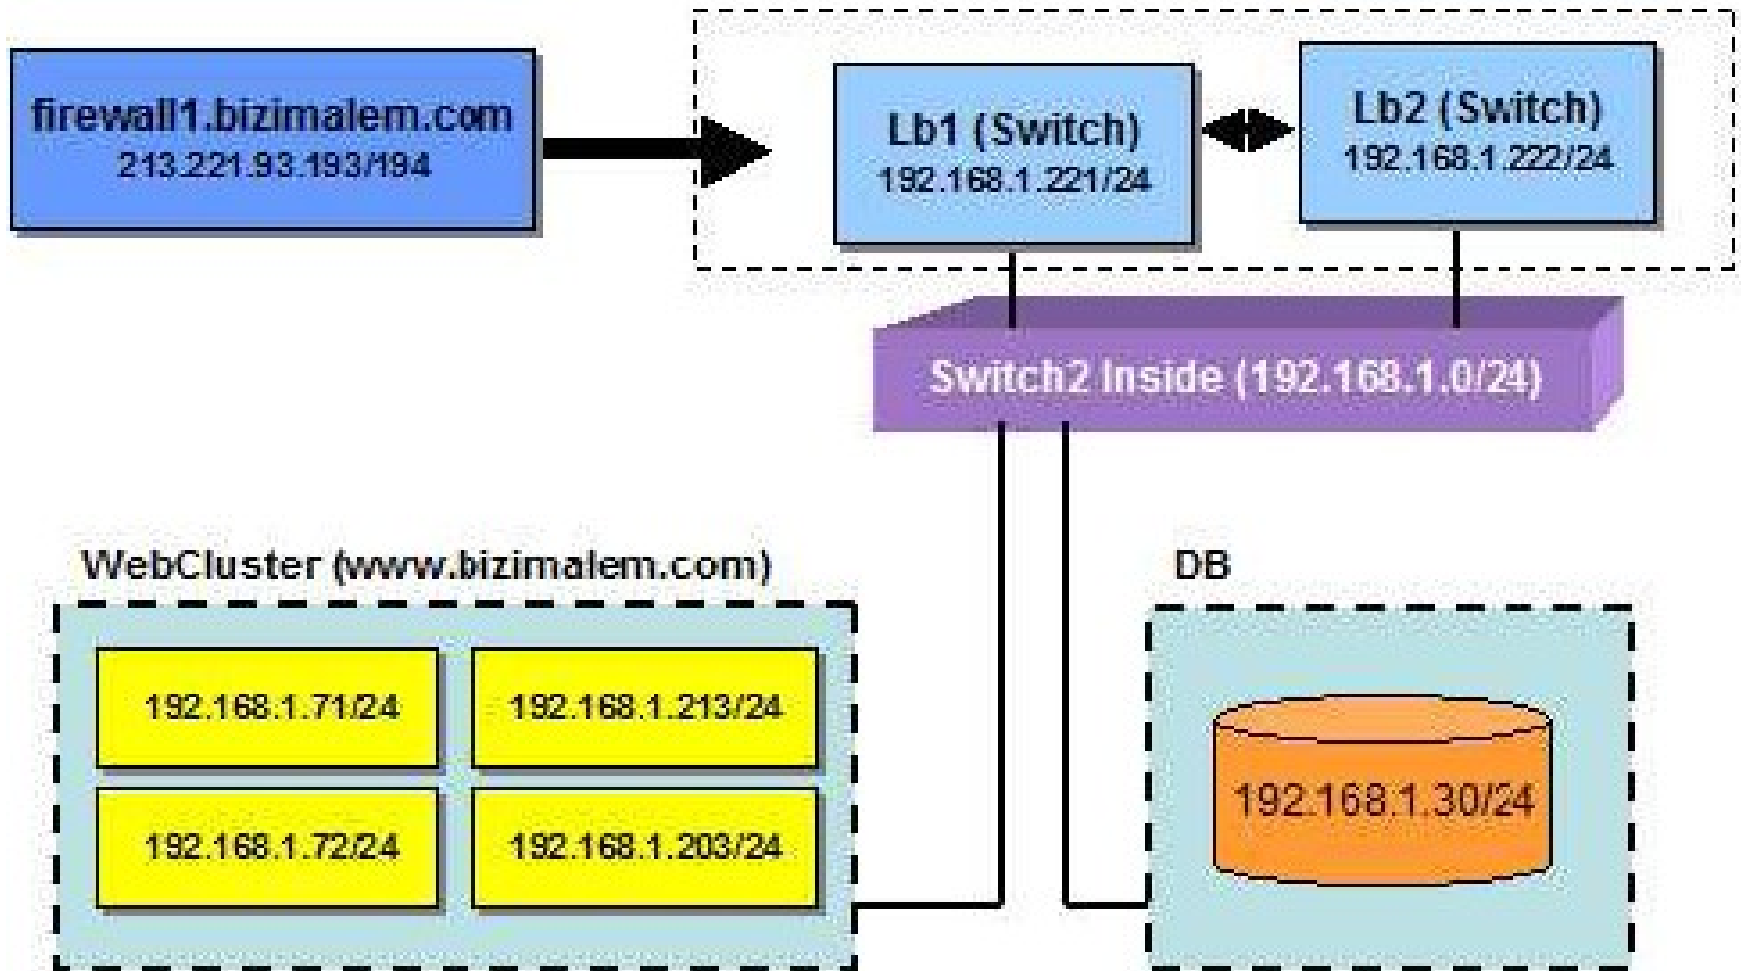 firewall1.bizimalem.com
213.221.93.193/194
Lb1 (Switch)
192.168.1.221/24
Lb2 (Switch)
192.168.1.222/24
Switch2 Inside (192.168.1.0/24)
WebCluster (www.bizimalem.com)
192.168.1.71/24
192.168.1.213/24
192.168.1.72/24
192.168.1.203/24
DB
192.168.1.30/24